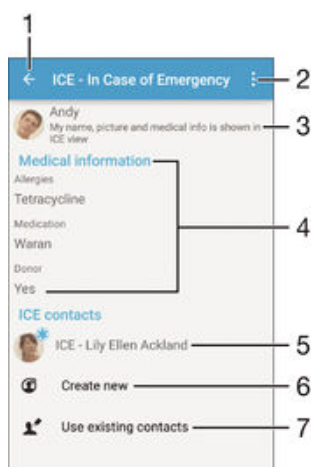 1
ICE - In Case of Emergency
2
Andy
My name, picture and medical info is shown in
ICE view
3
Medical information
Allergies
Tetracycline
Medication
Waran
Donor
Yes
4
ICE contacts
ICE - Lily Ellen Ackland
5
Create new
6
Use existing contacts
7